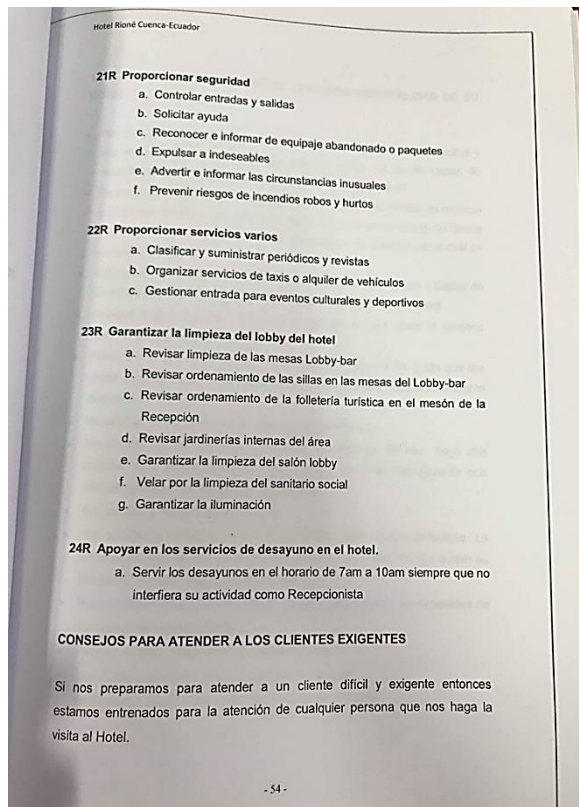 Hotel Rioné Cuenca-Ecuador
21R Proporcionar seguridad
a. Controlar entradas y salidas
b. Solicitar ayuda
c. Reconocer e informar de equipaje abandonado o paquetes
d. Expulsar a indeseables
e. Advertir e informar las circunstancias inusuales
f. Prevenir riesgos de incendios robos y hurtos
22R Proporcionar servicios varios
a. Clasificar y suministrar periódicos y revistas
b. Organizar servicios de taxis o alquiler de vehículos
c. Gestionar entrada para eventos culturales y deportivos
23R Garantizar la limpieza del lobby del hotel
a. Revisar limpieza de las mesas Lobby-bar
b. Revisar ordenamiento de las sillas en las mesas del Lobby-bar
c. Revisar ordenamiento de la folletería turística en el mesón de la
Recepción
d. Revisar jardinerías internas del área
e. Garantizar la limpieza del salón lobby
f. Velar por la limpieza del sanitario social
g. Garantizar la iluminación
24R Apoyar en los servicios de desayuno en el hotel.
a. Servir los desayunos en el horario de 7am a 10am siempre que no
interfiera su actividad como Recepcionista
CONSEJOS PARA ATENDER A LOS CLIENTES EXIGENTES
Si nos preparamos para atender a un cliente difícil y exigente entonces
estamos entrenados para la atención de cualquier persona que nos haga la
visita al Hotel.
- 54 -